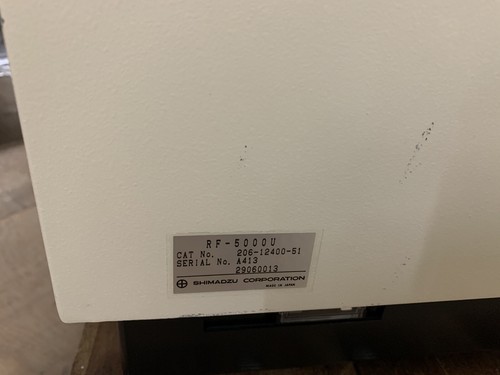 RF-5000U
CAT No. 206-12400-51
SERIAL No. A413
29060013
SHIMADZU CORPORATION
MADE IN JAPAN